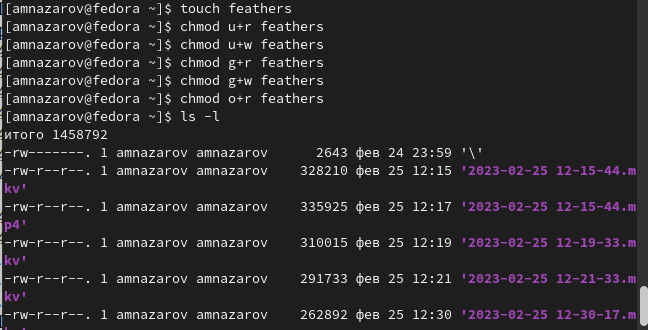 [amnazarov@fedora ~]$ touch feathers
[amnazarov@fedora ~]$ chmod u+r feathers
[amnazarov@fedora ~]$ chmod u+w feathers
[amnazarov@fedora ~]$ chmod g+r feathers
[amnazarov@fedora ~]$ chmod g+w feathers
[amnazarov@fedora ~]$ chmod o+r feathers
[amnazarov@fedora ~]$ ls -l
итого 1458792
-rw-------. 1 amnazarov amnazarov 2643 фев 24 23:59 '\'
-rw-r--r--. 1 amnazarov amnazarov 328210 фев 25 12:15 '2023-02-25 12-15-44.m
kv'
-rw-r--r--. 1 amnazarov amnazarov 335925 фев 25 12:17 '2023-02-25 12-15-44.m
p4'
-rw-r--r--. 1 amnazarov amnazarov 310015 фев 25 12:19 '2023-02-25 12-19-33.m
kv'
-rw-r--r--. 1 amnazarov amnazarov 291733 фев 25 12:21 '2023-02-25 12-21-33.m
kv'
-rw-r--r--. 1 amnazarov amnazarov 262892 фев 25 12:30 '2023-02-25 12-30-17.m